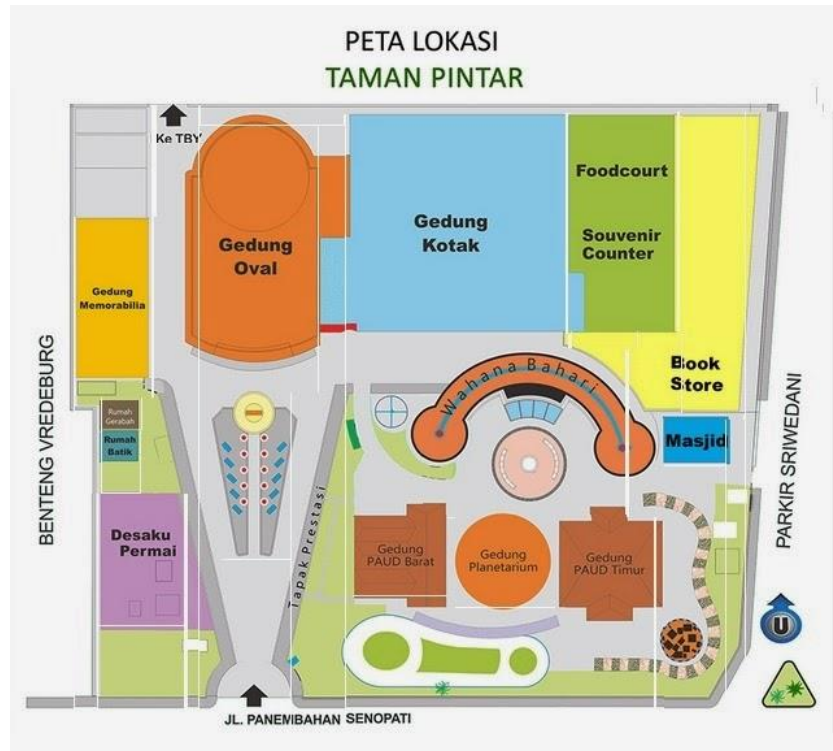 PETA LOKASI
TAMAN PINTAR
Ke TBY
Gedung
Oval
Gedung
Kotak
Foodcourt
Souvenir
Counter
Gedung
Memorabilia
Book
Store
Wahana Bahari
Masjid
Rumah
Gerabah
Rumah
Batik
Desaku
Permai
Tapak Prestasi
Gedung
PAUD Barat
Gedung
Planetarium
Gedung
PAUD Timur
BENTENG VREDEBURG
PARKIR SRIWEDANI
U
JL. PANEMBAHAN SENOPATI